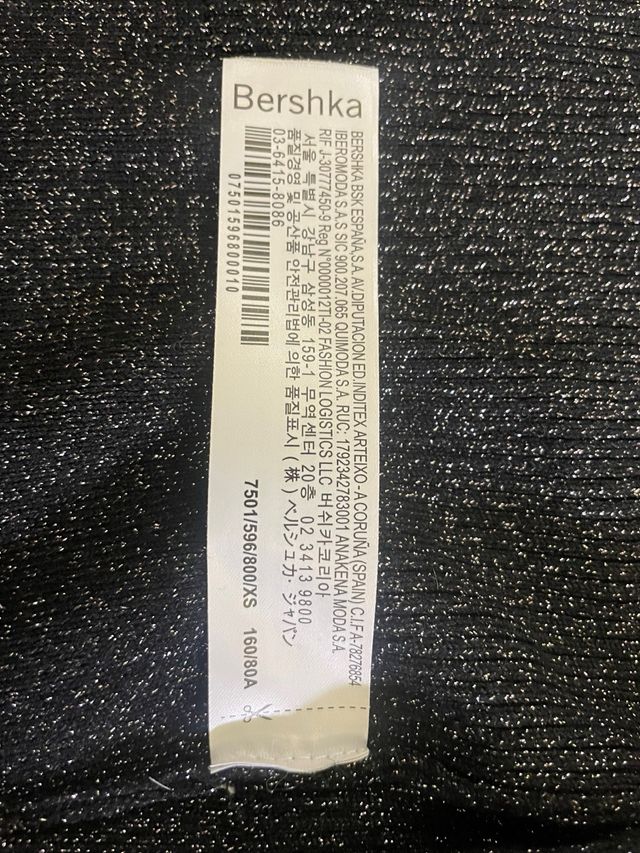 Bershka
BERSHKA BSK ESPAÑA, S.A. AV.DIPUTACION ED.INDITEX ARTEIXO - A CORUÑA (SPAIN) C.I.F A-78276854
IBEROMODA S.A.S SIC 900.207.065 QUIMODA S.A. RUC: 1792342783001 ANAKENA MODA S.A.
RIF J-30777450-9 Reg N°0000012TI-02 FASHION LOGISTICS LLC 버쉬카코리아
서울 특별시 강남구 삼성동 159-1 무역센터 20층 02 3413 9800
품질경영 및 공산품 안전관리법에 의한 품질표시 (株)ベルシュカ・ジャパン
03-6415-8086
07501596800010
7501/596/800/XS 160/80A